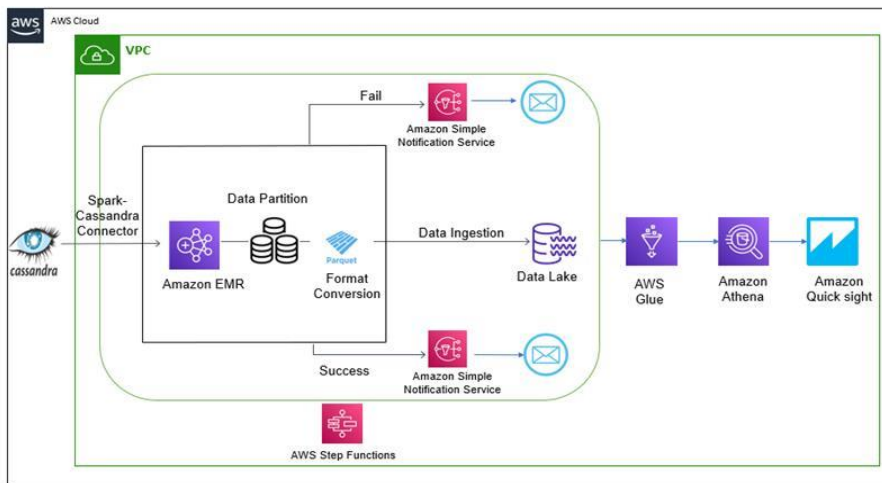 aws
AWS Cloud
VPC
Fail
Amazon Simple
Notification Service
Spark-
Cassandra
Connector
Data Partition
cassandra
Amazon EMR
Parquet
Format
Conversion
Data Ingestion
Data Lake
AWS
Glue
Amazon
Athena
Amazon
Quick sight
Success
Amazon Simple
Notification Service
AWS Step Functions